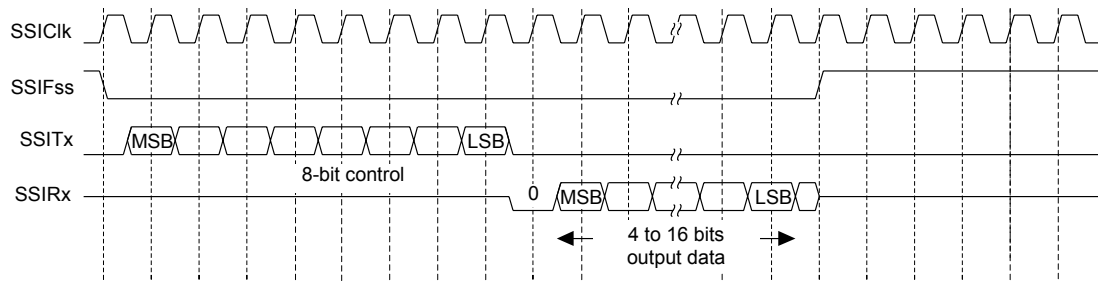 SSIClk
SSIFss
SSITx
MSB
LSB
8-bit control
SSIRx
0
MSB
LSB
4 to 16 bits
output data